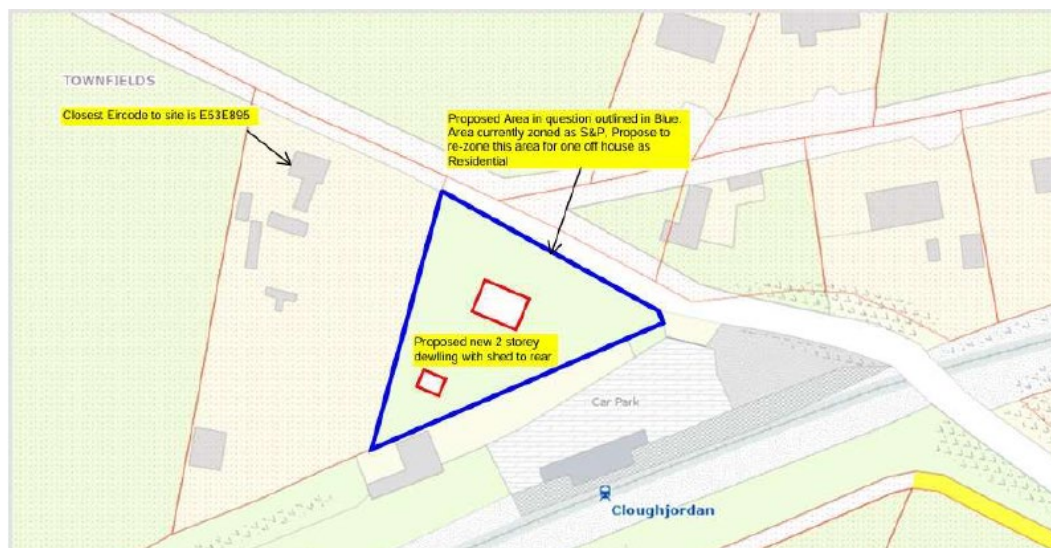 TOWNFIELDS
Closest Eircode to site is E53E895
Proposed Area in question outlined in Blue.
Area currently zoned as S&P. Propose to
re-zone this area for one off house as
Residential
Proposed new 2 storey
dewlling with shed to rear
Car Park
Cloughjordan